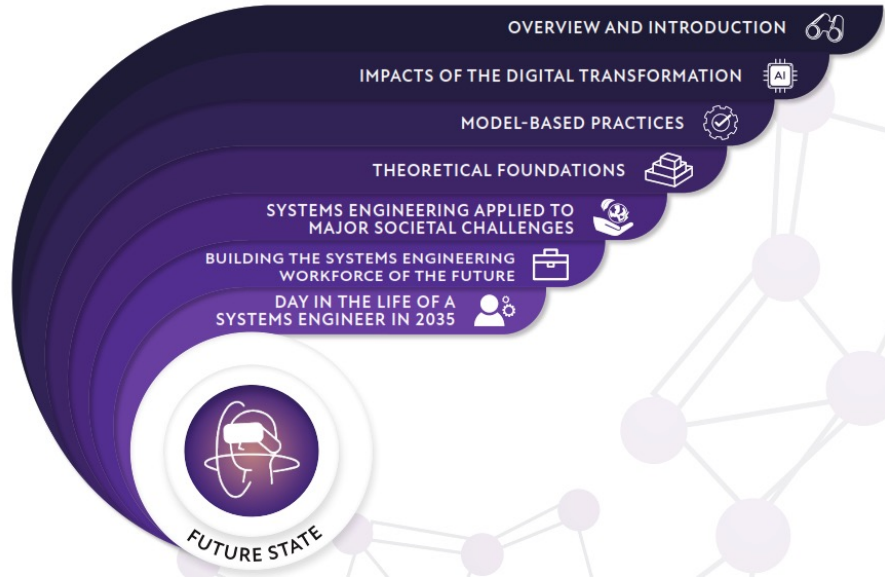 OVERVIEW AND INTRODUCTION
IMPACTS OF THE DIGITAL TRANSFORMATION
AI
MODEL-BASED PRACTICES
THEORETICAL FOUNDATIONS
SYSTEMS ENGINEERING APPLIED TO
MAJOR SOCIETAL CHALLENGES
BUILDING THE SYSTEMS ENGINEERING
WORKFORCE OF THE FUTURE
DAY IN THE LIFE OF A
SYSTEMS ENGINEER IN 2035
FUTURE STATE